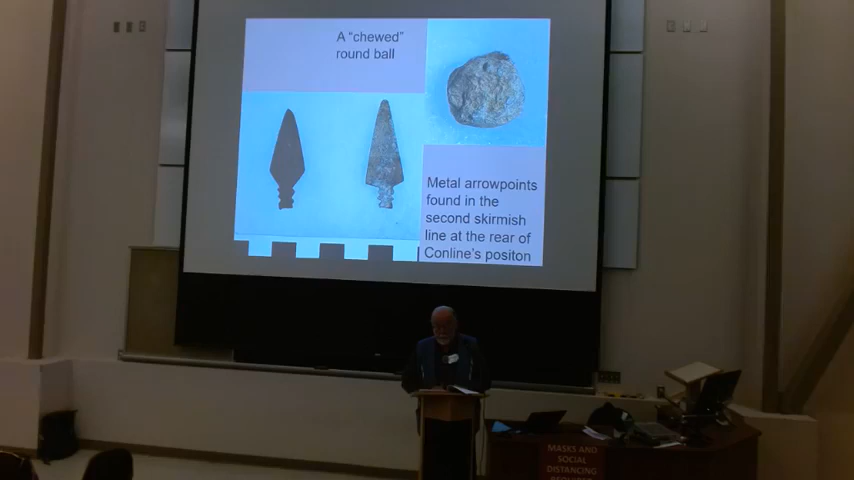 A “chewed”
round ball
Metal arrowpoints
found in the
second skirmish
line at the rear of
Conline’s positon
MASKS AND
SOCIAL
DISTANCING
REQUIRED